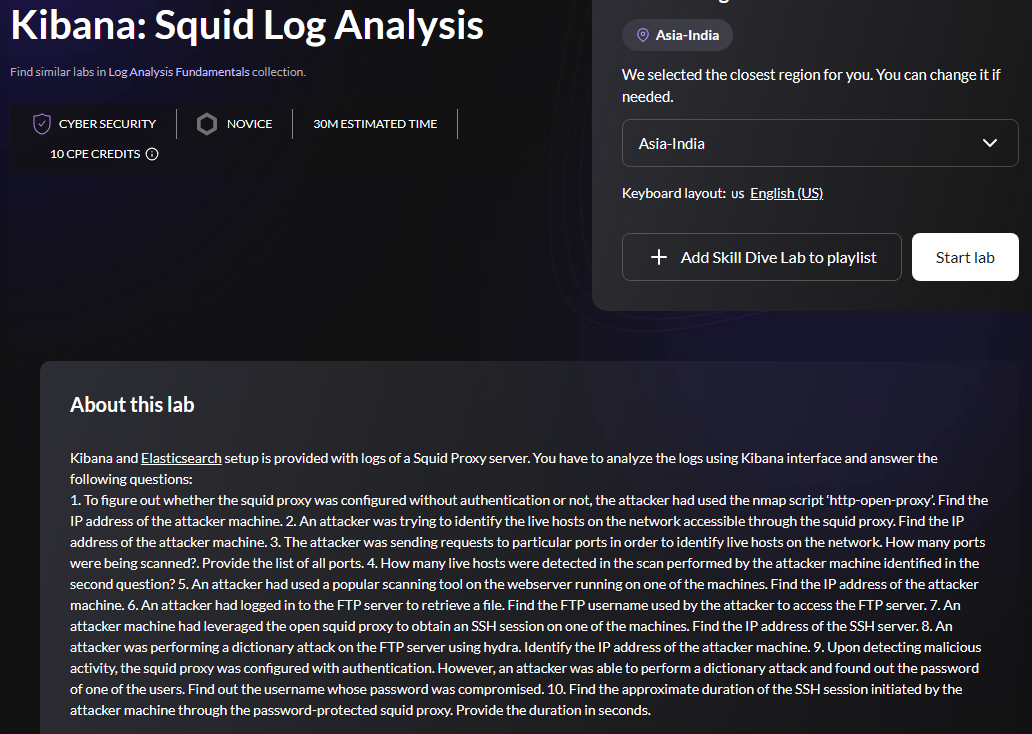 Kibana: Squid Log Analysis
Find similar labs in Log Analysis Fundamentals collection.
CYBER SECURITY
NOVICE
30M ESTIMATED TIME
10 CPE CREDITS
Asia-India
We selected the closest region for you. You can change it if
needed.
Asia-India
Keyboard layout: US English (US)
Add Skill Dive Lab to playlist
Start lab
About this lab
Kibana and Elasticsearch setup is provided with logs of a Squid Proxy server. You have to analyze the logs using Kibana interface and answer the
following questions:
1. To figure out whether the squid proxy was configured without authentication or not, the attacker had used the nmap script ‘http-open-proxy’. Find the
IP address of the attacker machine. 2. An attacker was trying to identify the live hosts on the network accessible through the squid proxy. Find the IP
address of the attacker machine. 3. The attacker was sending requests to particular ports in order to identify live hosts on the network. How many ports
were being scanned?. Provide the list of all ports. 4. How many live hosts were detected in the scan performed by the attacker machine identified in the
second question? 5. An attacker had used a popular scanning tool on the webserver running on one of the machines. Find the IP address of the attacker
machine. 6. An attacker had logged in to the FTP server to retrieve a file. Find the FTP username used by the attacker to access the FTP server. 7. An
attacker machine had leveraged the open squid proxy to obtain an SSH session on one of the machines. Find the IP address of the SSH server. 8. An
attacker was performing a dictionary attack on the FTP server using hydra. Identify the IP address of the attacker machine. 9. Upon detecting malicious
activity, the squid proxy was configured with authentication. However, an attacker was able to perform a dictionary attack and found out the password
of one of the users. Find out the username whose password was compromised. 10. Find the approximate duration of the SSH session initiated by the
attacker machine through the password-protected squid proxy. Provide the duration in seconds.